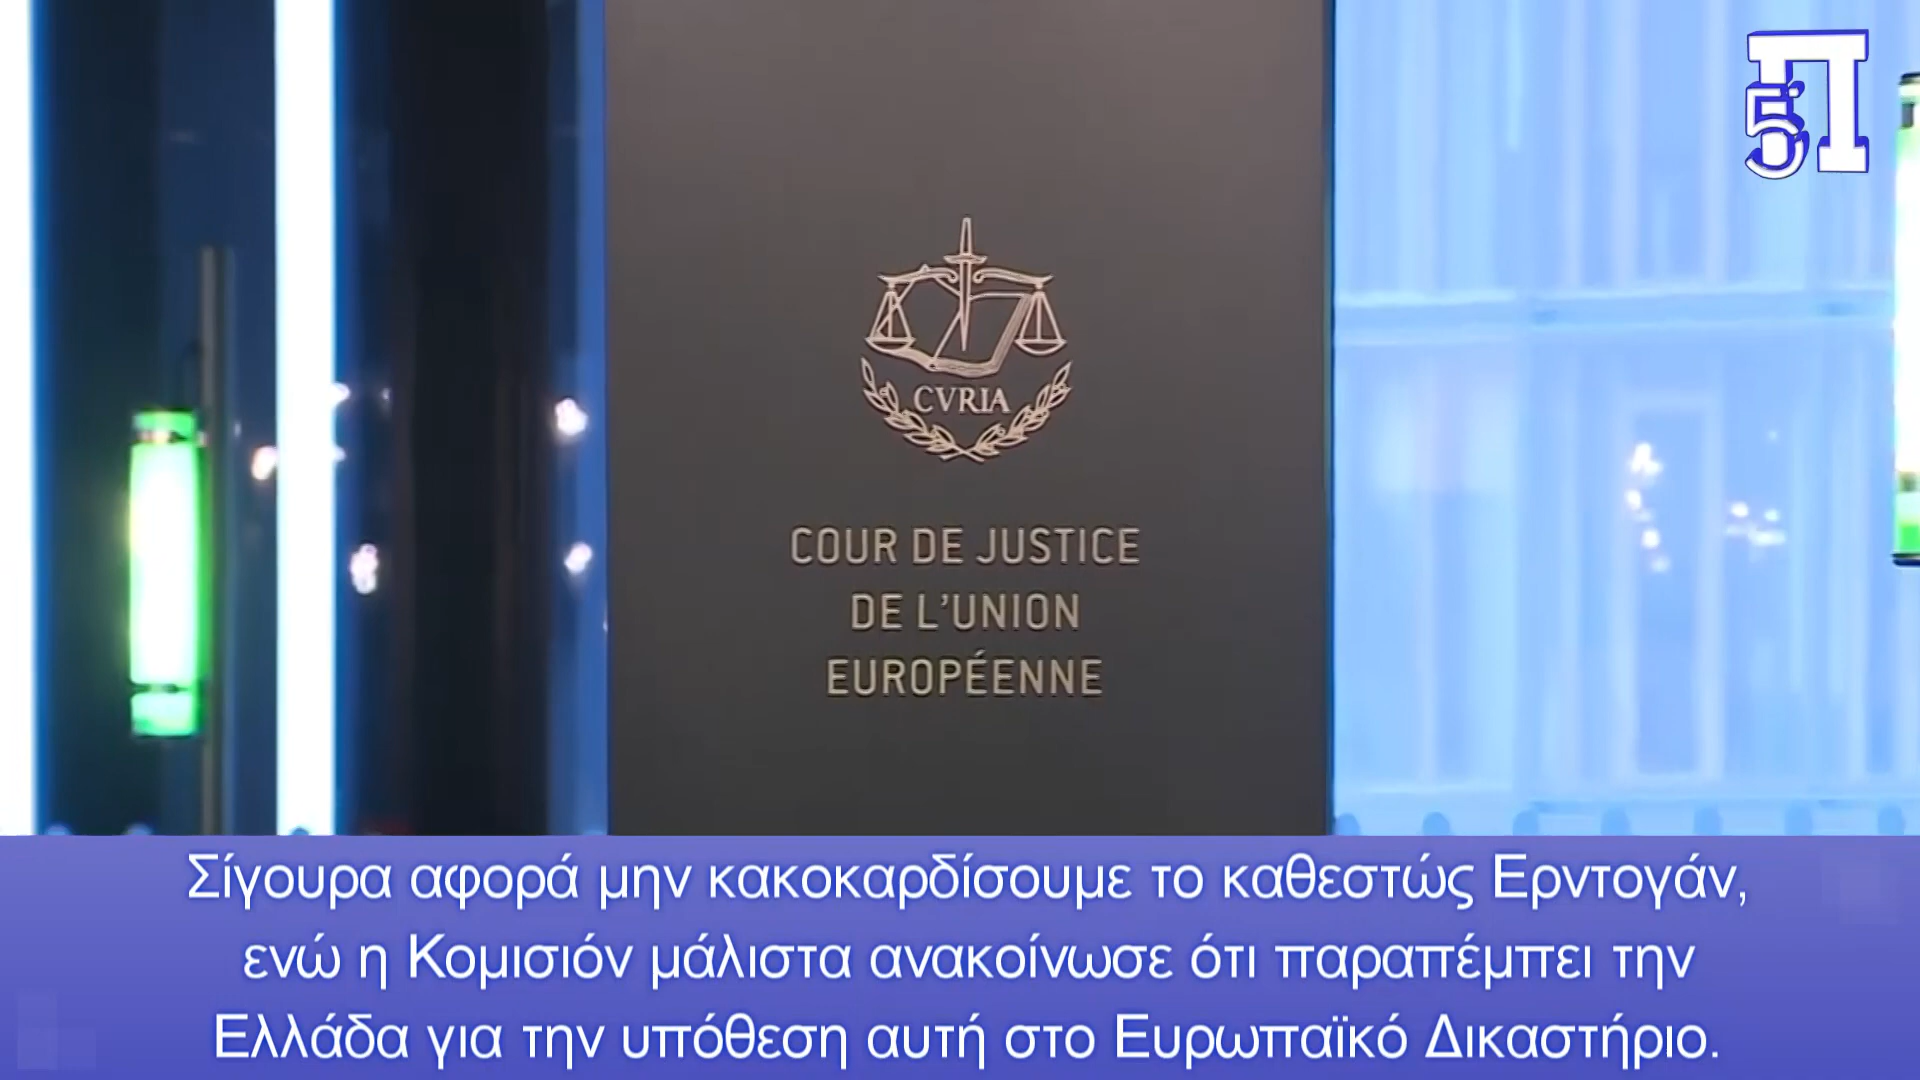 5Π
CVRIA
COUR DE JUSTICE
DE L'UNION
EUROPÉENNE
Σίγουρα αφορά μην κακοκαρδίσουμε το καθεστώς Ερντογάν,
ενώ η Κομισιόν μάλιστα ανακοίνωσε ότι παραπέμπει την
Ελλάδα για την υπόθεση αυτή στο Ευρωπαϊκό Δικαστήριο.